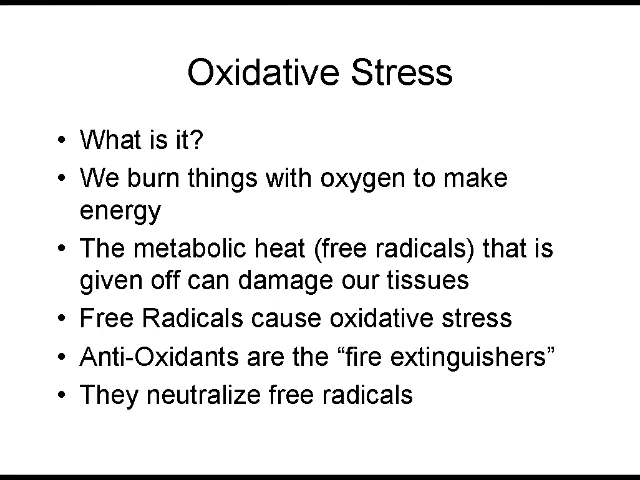 Oxidative Stress
• What is it?
• We burn things with oxygen to make
energy
• The metabolic heat (free radicals) that is
given off can damage our tissues
• Free Radicals cause oxidative stress
• Anti-Oxidants are the “fire extinguishers”
• They neutralize free radicals